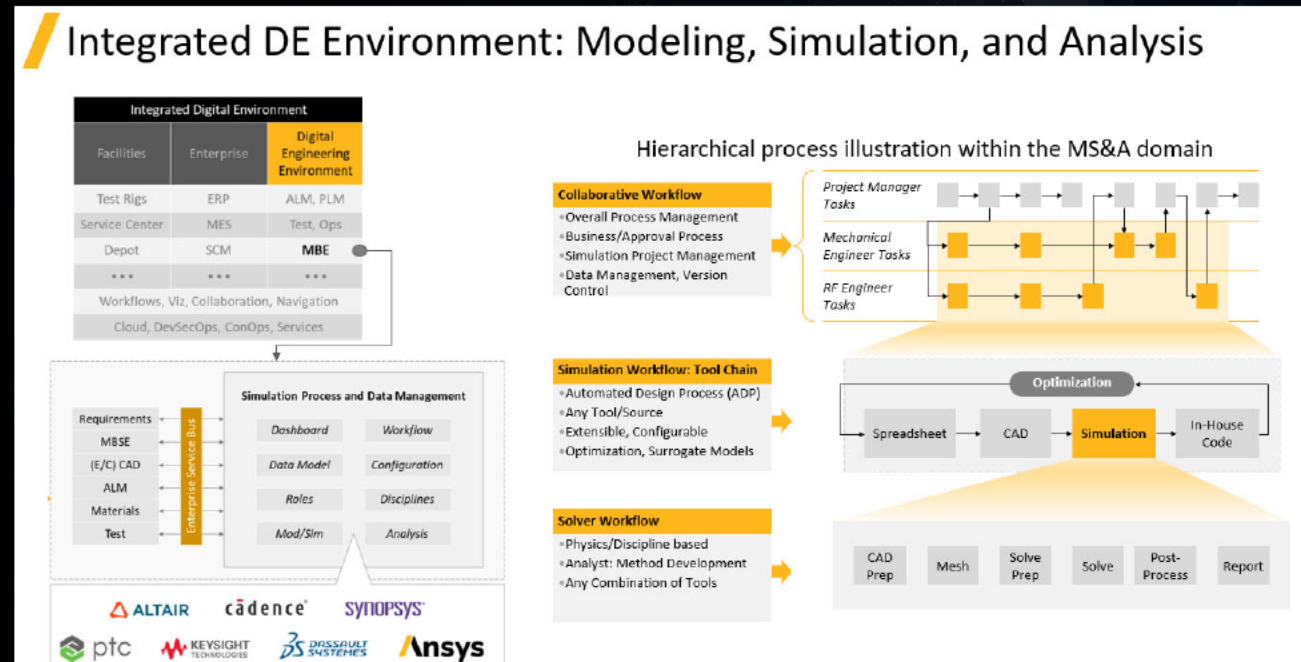 Integrated DE Environment: Modeling, Simulation, and Analysis
Integrated Digital Environment
Facilities
Enterprise
Digital
Engineering
Environment
Test Rigs
ERP
ALM, PLM
Service Center
MES
Test, Ops
Depot
SCM
MBE
•••
•••
•••
Workflows, Viz, Collaboration, Navigation
Cloud, DevSecOps, ConOps, Services
Requirements
MBSE
(E/C) CAD
ALM
Materials
Test
Enterprise Service Bus
Simulation Process and Data Management
Dashboard
Workflow
Data Model
Configuration
Roles
Disciplines
Mod/Sim
Analysis
ALTAIR
cādence®
SYNOPSYS®
ptc
KEYSIGHT
TECHNOLOGIES
DASSAULT
SYSTEMES
Ansys
Hierarchical process illustration within the MS&A domain
Collaborative Workflow
•Overall Process Management
•Business/Approval Process
•Simulation Project Management
•Data Management, Version
Control
Project Manager
Tasks
Mechanical
Engineer Tasks
RF Engineer
Tasks
Simulation Workflow: Tool Chain
•Automated Design Process (ADP)
•Any Tool/Source
•Extensible, Configurable
•Optimization, Surrogate Models
Optimization
Spreadsheet
CAD
Simulation
In-House
Code
Solver Workflow
•Physics/Discipline based
•Analyst: Method Development
•Any Combination of Tools
CAD
Prep
Mesh
Solve
Prep
Solve
Post-
Process
Report